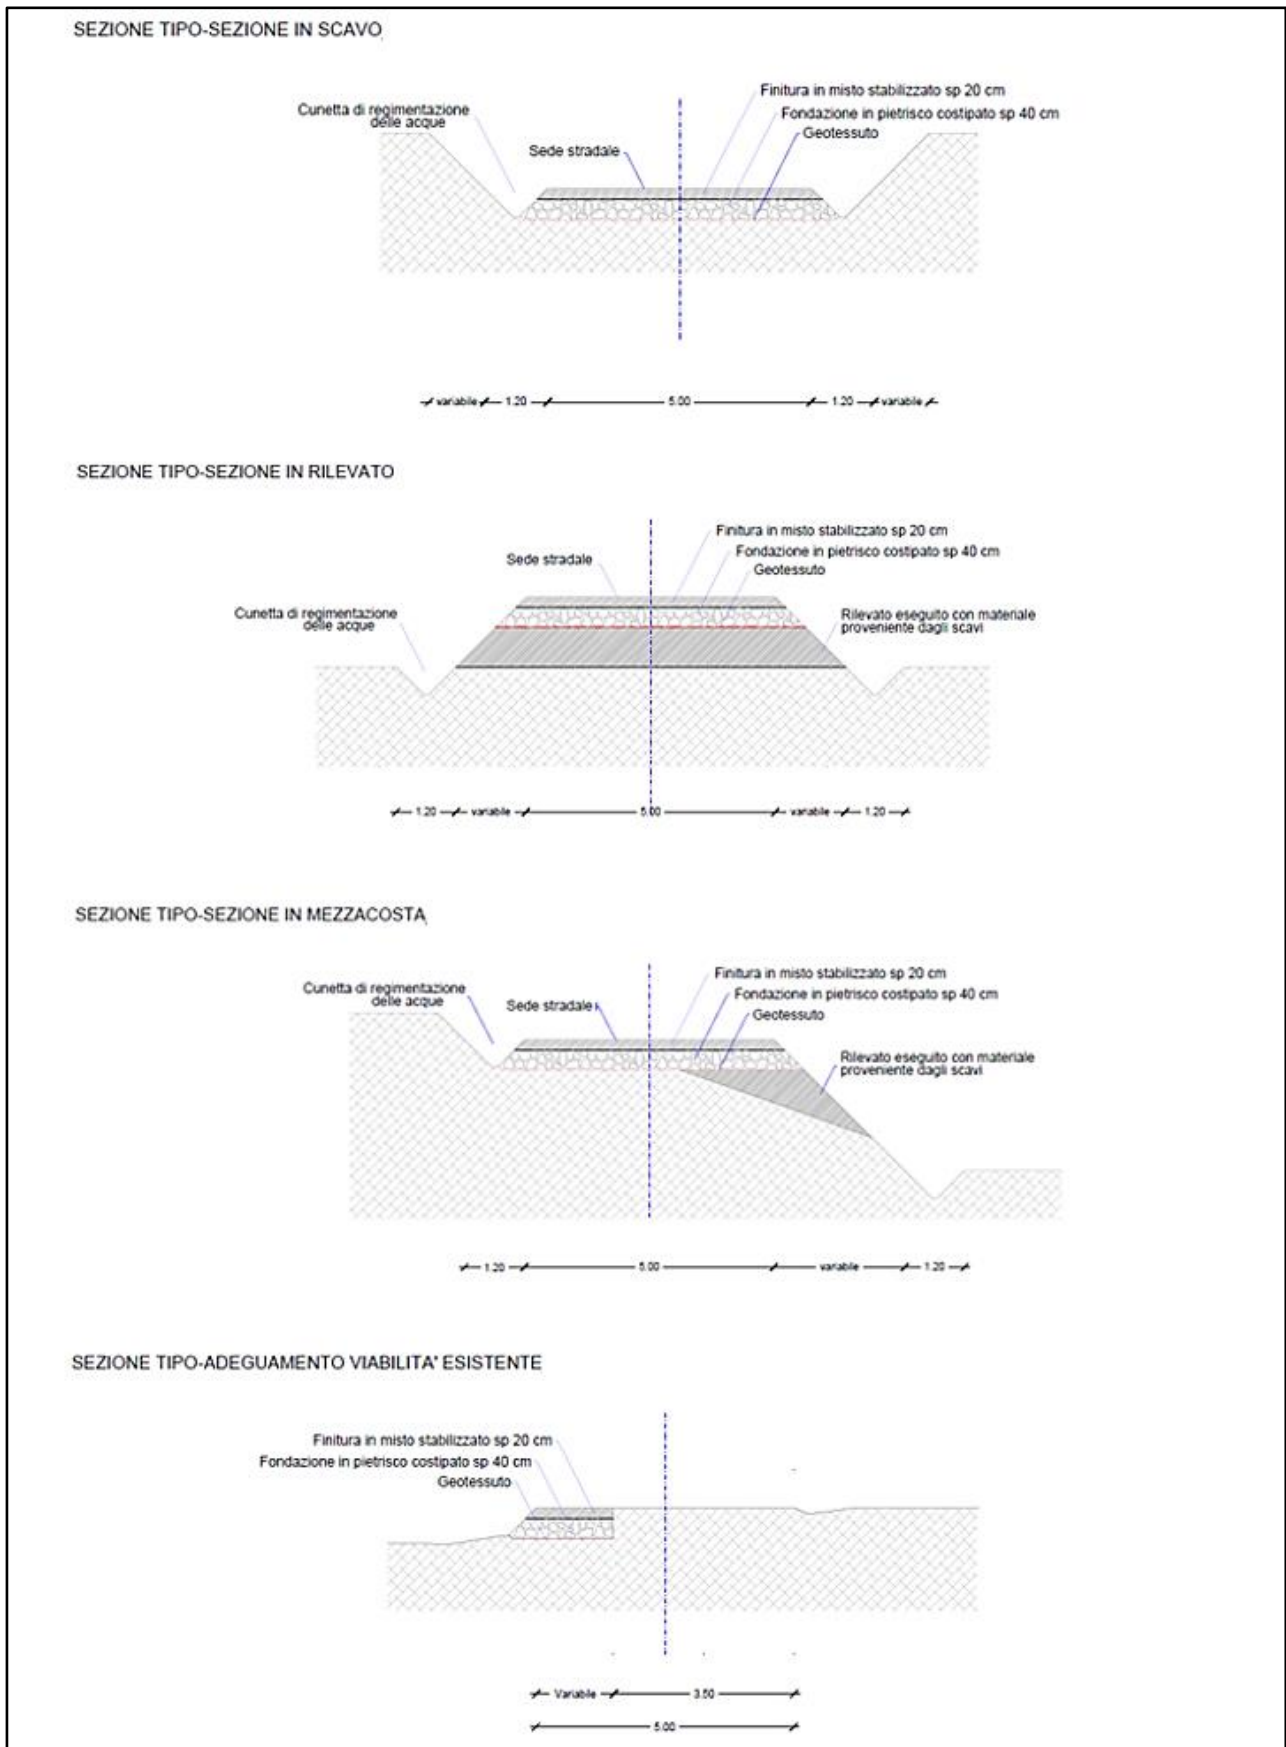 SEZIONE TIPO-SEZIONE IN SCAVO
Finitura in misto stabilizzato sp 20 cm
Cunetta di regimentazione
delle acque
Fondazione in pietrisco costipato sp 40 cm
Geotessuto
Sede stradale
variabile 1.20 5.00 1.20 variabile
SEZIONE TIPO-SEZIONE IN RILEVATO
Finitura in misto stabilizzato sp 20 cm
Fondazione in pietrisco costipato sp 40 cm
Sede stradale
Geotessuto
Cunetta di regimentazione
delle acque
Rilevato eseguito con materiale
proveniente dagli scavi
1.20 variabile 5.00 variabile 1.20
SEZIONE TIPO-SEZIONE IN MEZZACOSTA
Finitura in misto stabilizzato sp 20 cm
Cunetta di regimentazione
delle acque
Fondazione in pietrisco costipato sp 40 cm
Sede stradale
Geotessuto
Rilevato eseguito con materiale
proveniente dagli scavi
1.20 5.00 variabile 1.20
SEZIONE TIPO-ADEGUAMENTO VIABILITA' ESISTENTE
Finitura in misto stabilizzato sp 20 cm
Fondazione in pietrisco costipato sp 40 cm
Geotessuto
Variabile 3.50
5.00